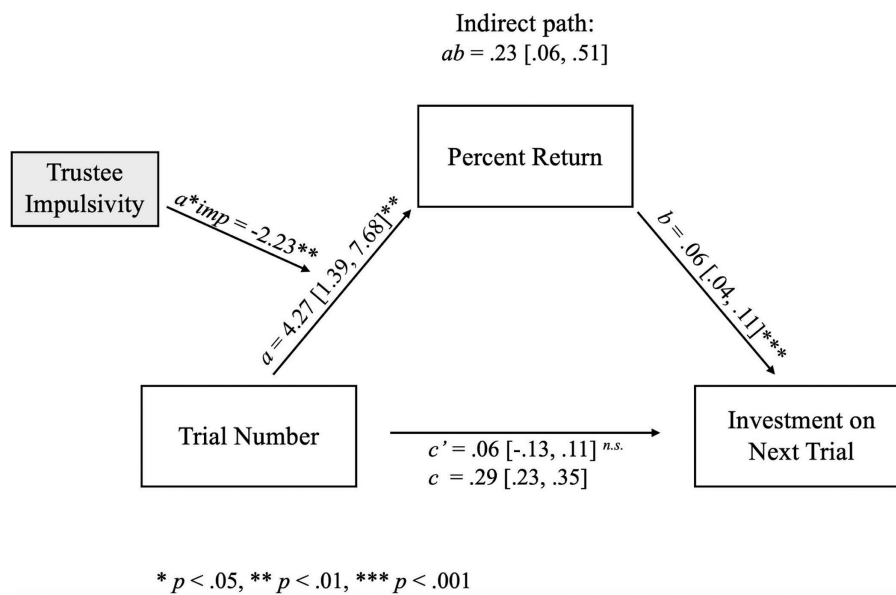 Indirect path:
ab = .23 [.06, .51]
Percent Return
Trustee
Impulsivity
a*imp = -2.23**
a = 4.27 [1.39, 7.68]**
b = .06 [.04, .11]***
Trial Number
Investment on
Next Trial
c’ = .06 [-.13, .11] n.s.
c = .29 [.23, .35]
* p < .05, ** p < .01, *** p < .001